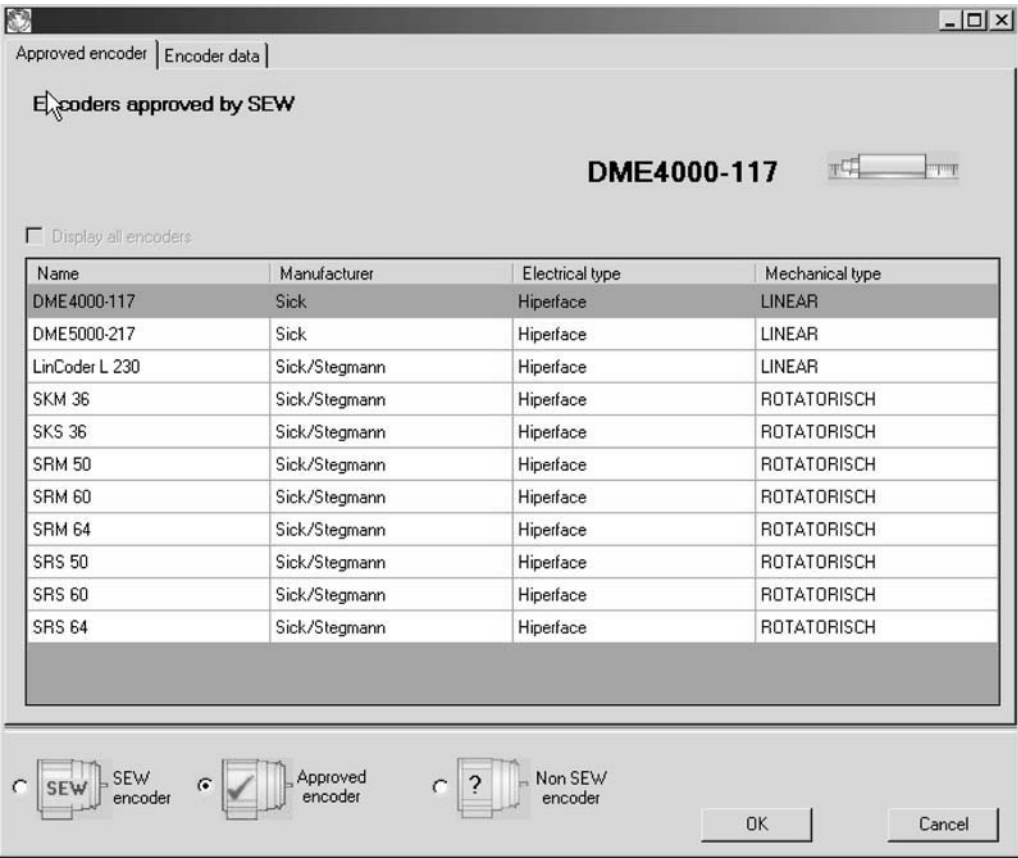 Approved encoder Encoder data
Encoders approved by SEW
DME4000-117
Display all encoders
Name Manufacturer Electrical type Mechanical type
DME4000-117 Sick Hiperface LINEAR
DME5000-217 Sick Hiperface LINEAR
LinCoder L 230 Sick/Stegmann Hiperface LINEAR
SKM 36 Sick/Stegmann Hiperface ROTATORISCH
SKS 36 Sick/Stegmann Hiperface ROTATORISCH
SRM 50 Sick/Stegmann Hiperface ROTATORISCH
SRM 60 Sick/Stegmann Hiperface ROTATORISCH
SRM 64 Sick/Stegmann Hiperface ROTATORISCH
SRS 50 Sick/Stegmann Hiperface ROTATORISCH
SRS 60 Sick/Stegmann Hiperface ROTATORISCH
SRS 64 Sick/Stegmann Hiperface ROTATORISCH
SEW SEW Approved ? Non SEW
encoder encoder encoder
OK Cancel